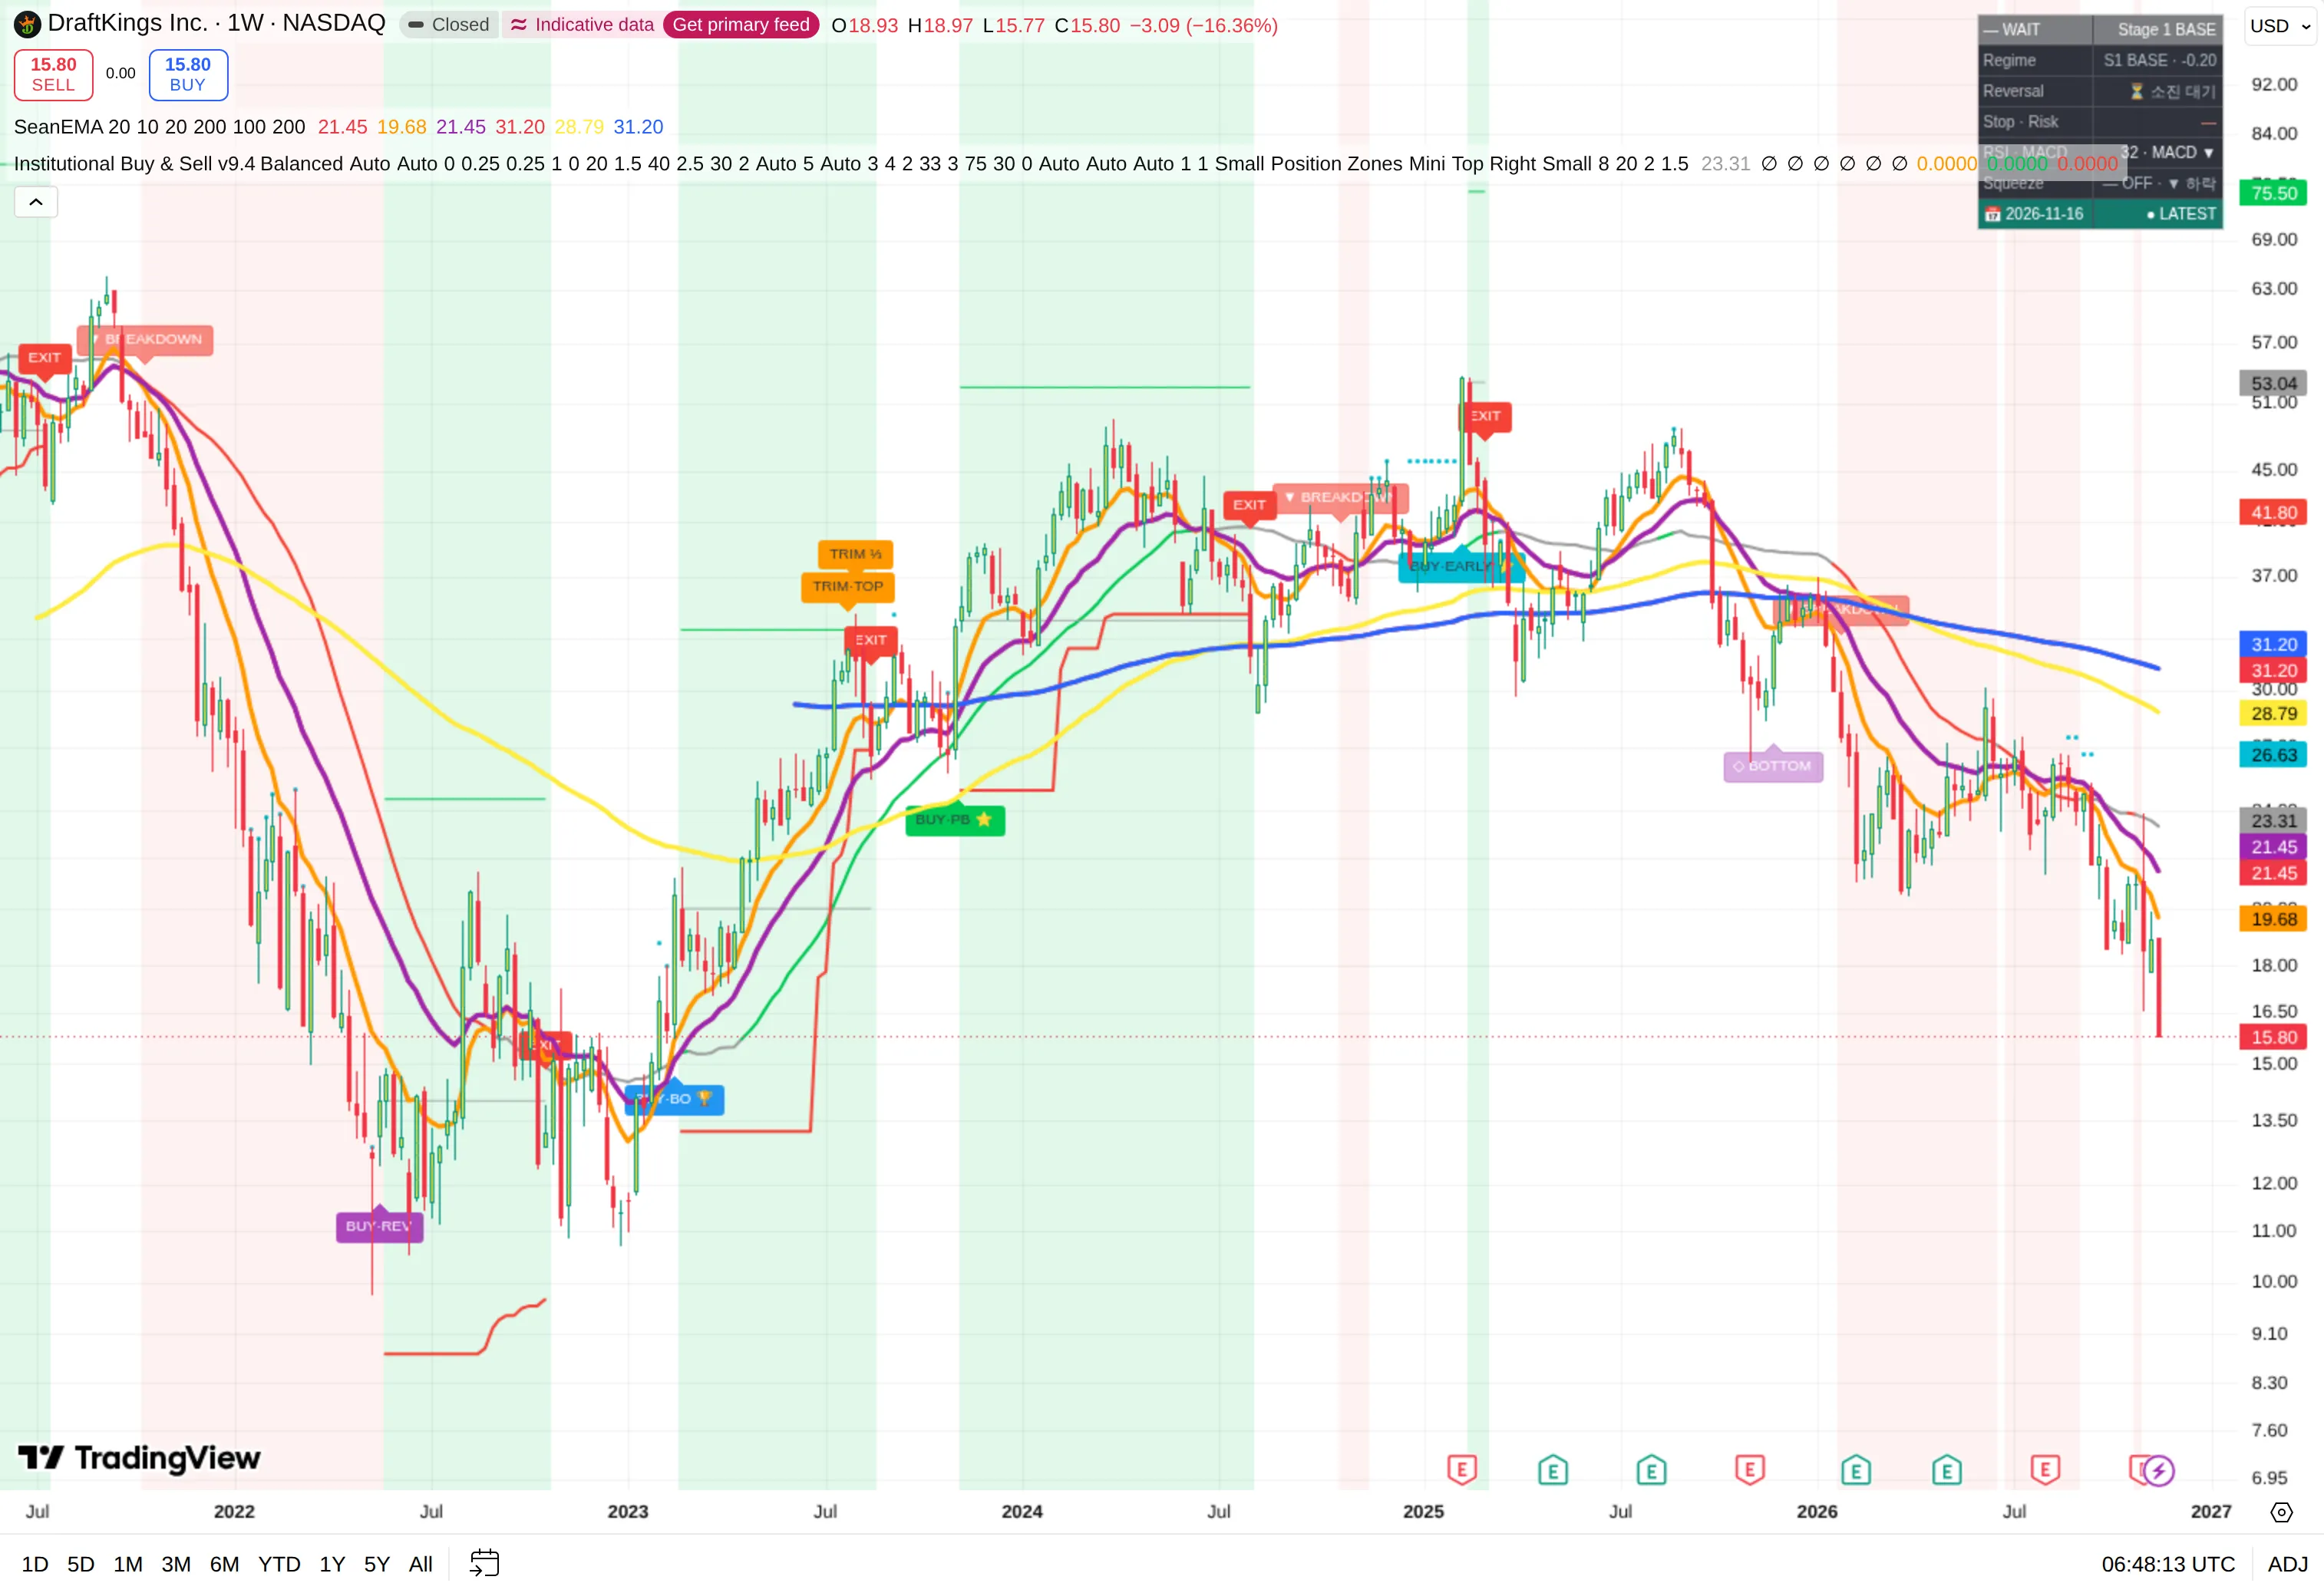 DraftKings Inc. · 1W · NASDAQ Closed Indicative data Get primary feed O18.93 H18.97 L15.77 C15.80 −3.09 (−16.36%)
15.80 SELL
0.00
15.80 BUY
SeanEMA 20 10 20 200 100 200 21.45 19.68 21.45 31.20 28.79 31.20
Institutional Buy & Sell v9.4 Balanced Auto Auto 0 0.25 0.25 1 0 20 1.5 40 2.5 30 2 Auto 5 Auto 3 4 2 33 3 75 30 0 Auto Auto Auto 1 1 Small Position Zones Mini Top Right Small 8 20 2 1.5 23.31 ∅ ∅ ∅ ∅ ∅ ∅ 0.0000 0.0000 0.0000
— WAIT Stage 1 BASE
Regime S1 BASE · -0.20
Reversal ⏳ 소진 대기
Stop · Risk —
RSI · MACD 32 · MACD ▼
Squeeze — OFF · ▼ 하락
📅 2026-11-16 ● LATEST
USD
92.00
84.00
75.50
69.00
63.00
57.00
53.04
51.00
45.00
41.80
37.00
31.20
31.20
30.00
28.79
26.63
23.31
21.45
21.45
19.68
18.00
16.50
15.80
15.00
13.50
12.00
11.00
10.00
9.10
8.30
7.60
6.95
EXIT
▼ BREAKDOWN
TRIM ⅓
TRIM-TOP
EXIT
EXIT
▼ BREAKDOWN
EXIT
BUY-EARLY
BREAKDOWN
◇ BOTTOM
BUY-PB ⭐
EXIT
BUY-BO 🏆
BUY-REV
TradingView
E E E E E E E
Jul 2022 Jul 2023 Jul 2024 Jul 2025 Jul 2026 Jul 2027
1D 5D 1M 3M 6M YTD 1Y 5Y All
06:48:13 UTC ADJ